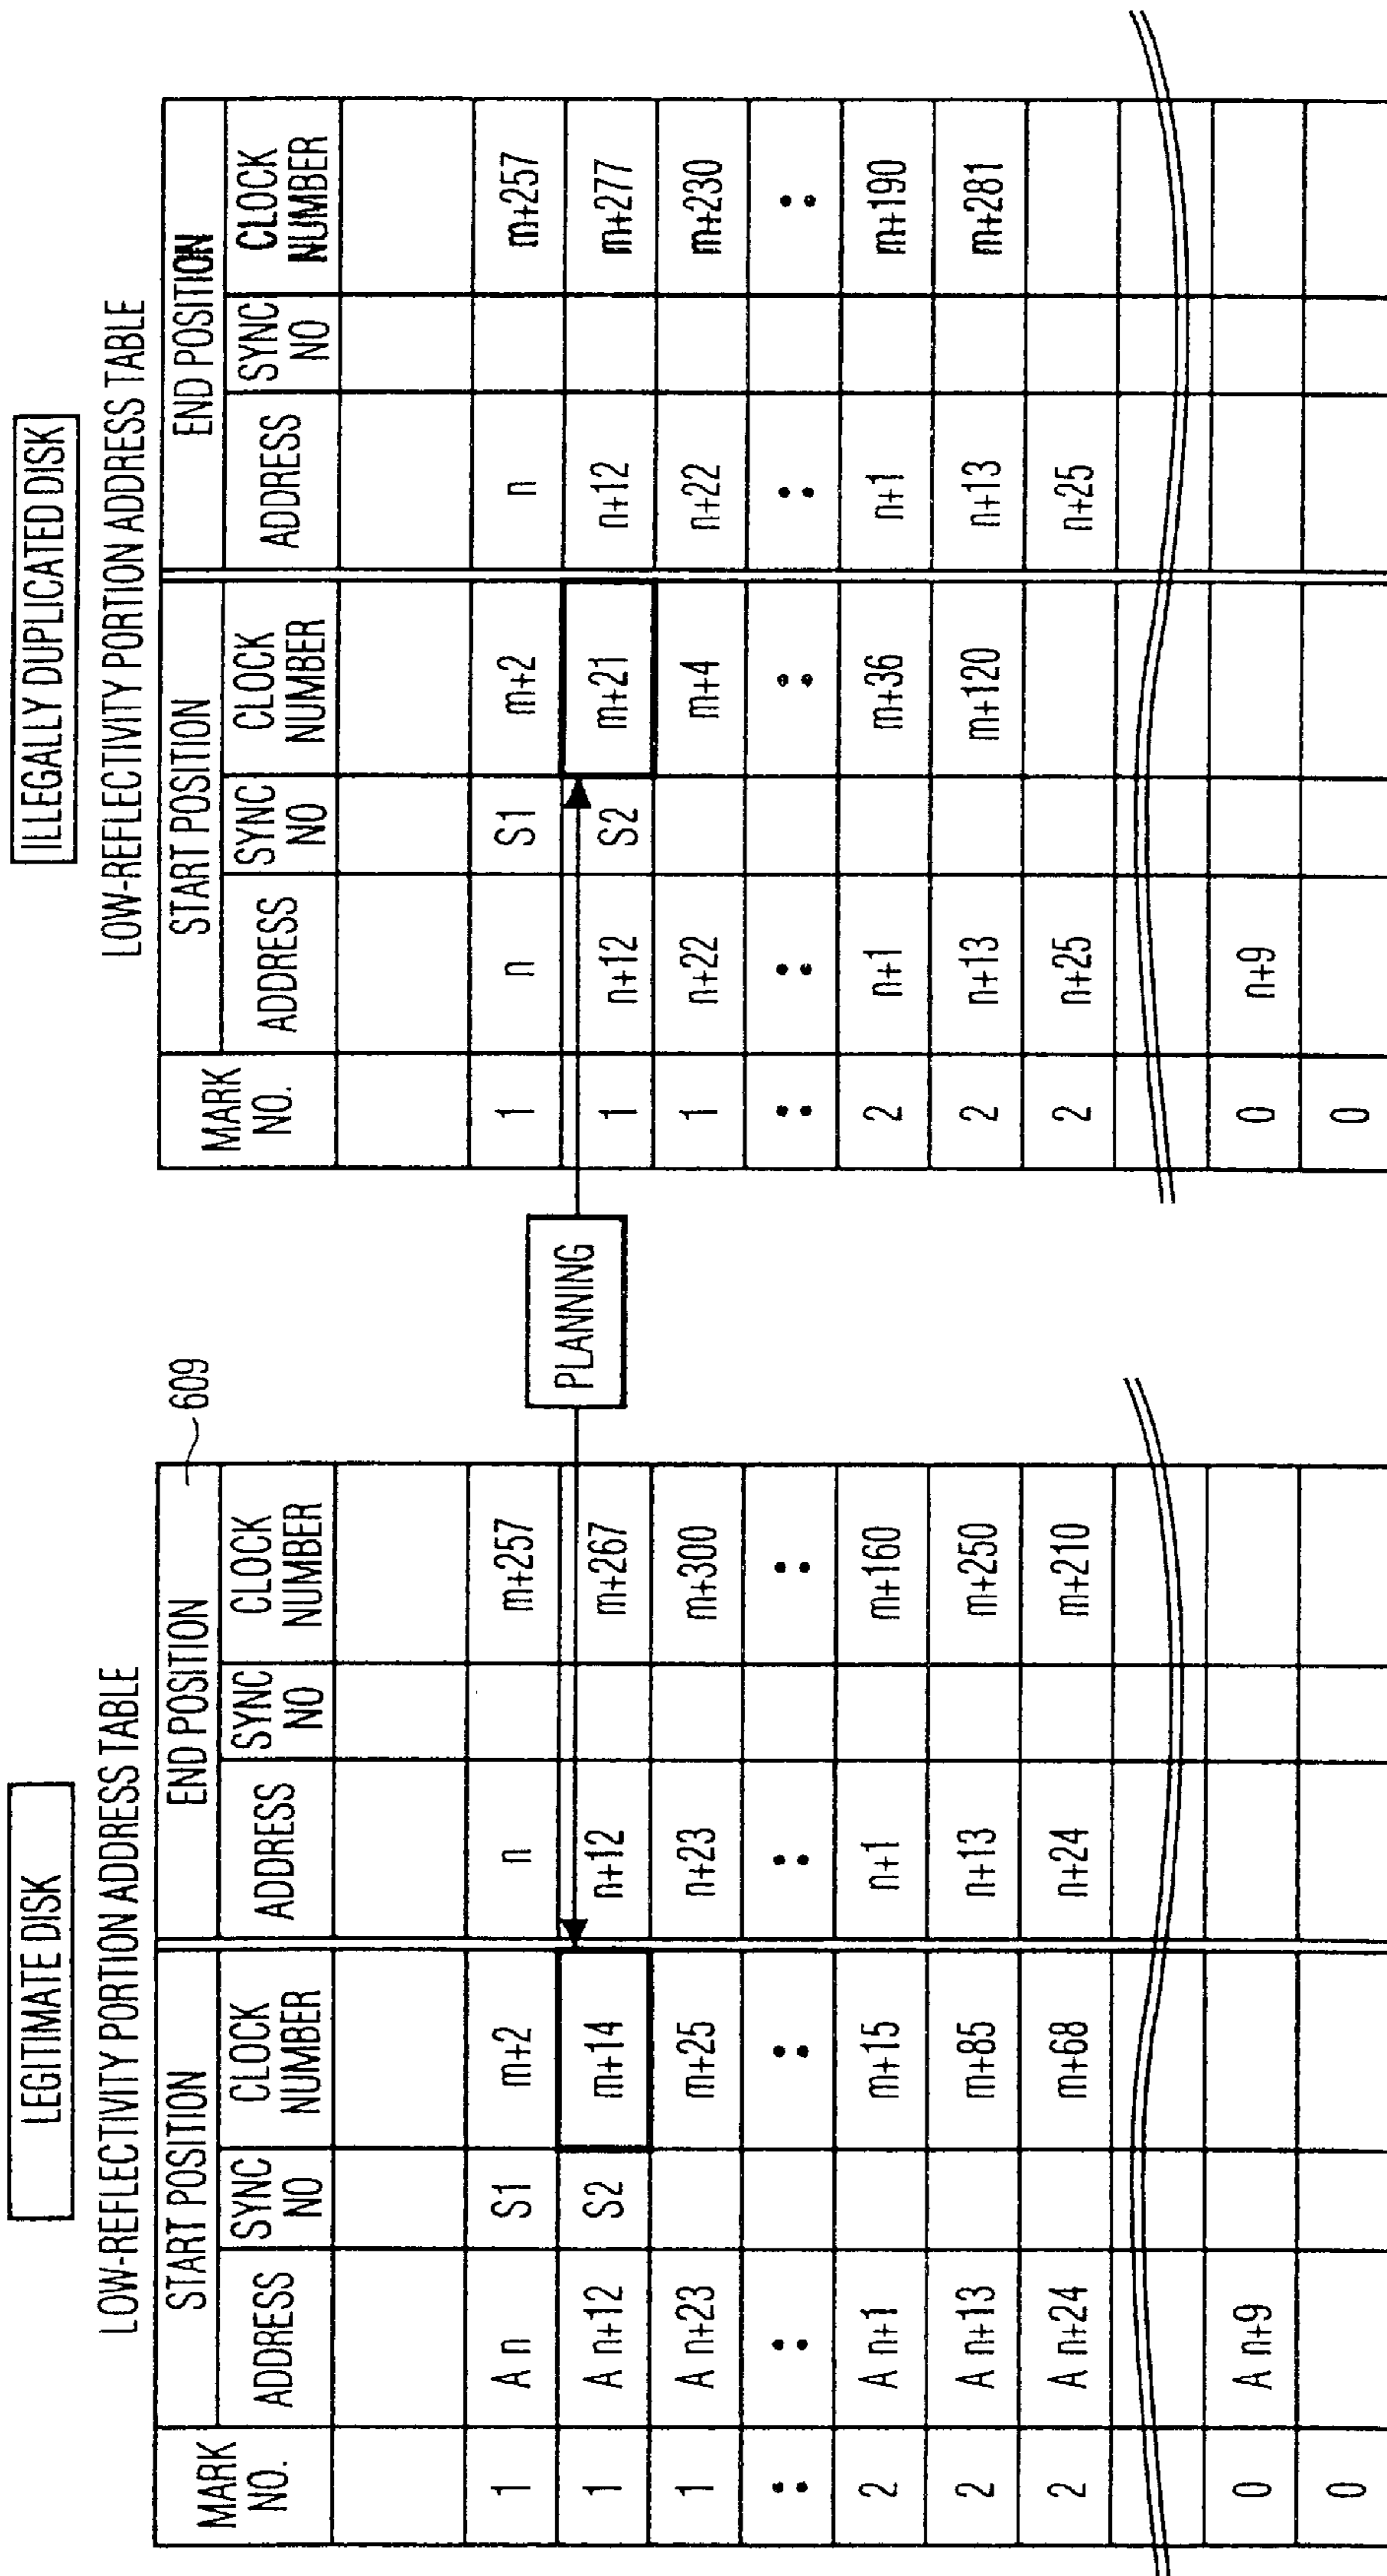 LEGITIMATE DISK
LOW-REFLECTIVITY PORTION ADDRESS TABLE
609
MARK NO. START POSITION END POSITION
ADDRESS SYNC NO CLOCK NUMBER ADDRESS SYNC NO CLOCK NUMBER
1 A n S1 m+2 n m+257
1 A n+12 S2 m+14 n+12 m+267
1 A n+23 m+25 n+23 m+300
: : : : :
2 A n+1 m+15 n+1 m+160
2 A n+13 m+85 n+13 m+250
2 A n+24 m+68 n+24 m+210
0 A n+9
0
PLANNING
ILLEGALLY DUPLICATED DISK
LOW-REFLECTIVITY PORTION ADDRESS TABLE
MARK NO. START POSITION END POSITION
ADDRESS SYNC NO CLOCK NUMBER ADDRESS SYNC NO CLOCK NUMBER
1 n S1 m+2 n m+257
1 n+12 S2 m+21 n+12 m+277
1 n+22 m+4 n+22 m+230
: : : : :
2 n+1 m+36 n+1 m+190
2 n+13 m+120 n+13 m+281
2 n+25 n+25
0 n+9
0